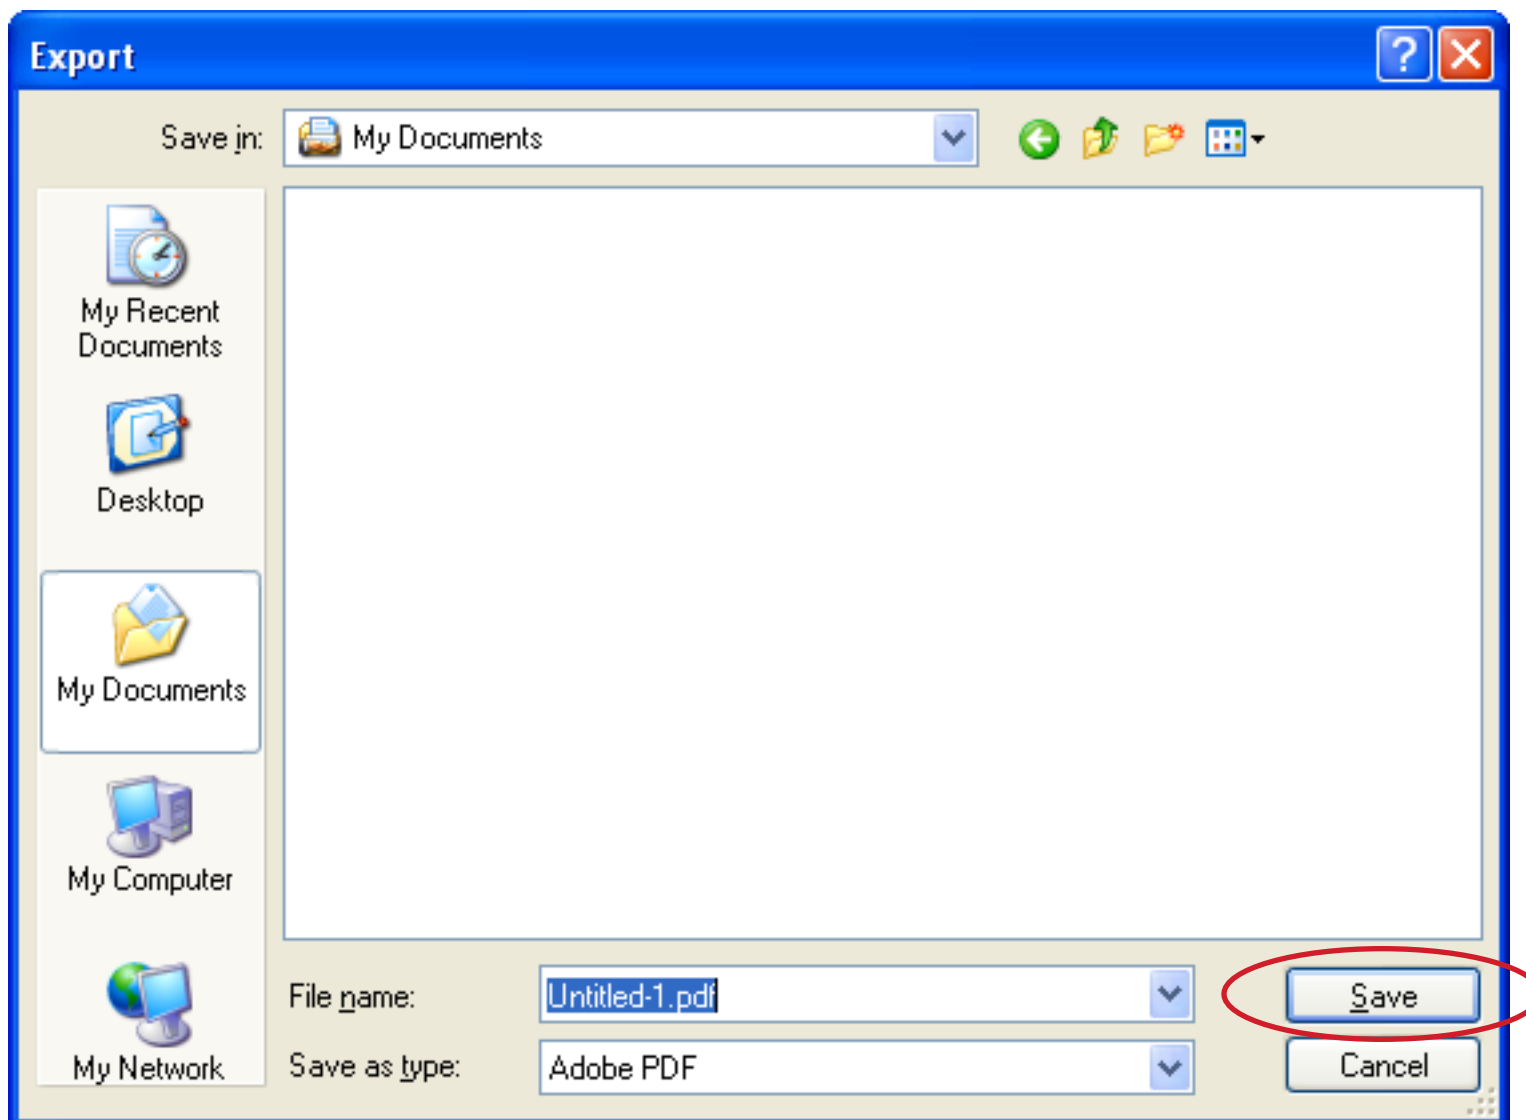 Export
Save in:
My Documents
My Recent
Documents
Desktop
My Documents
My Computer
My Network
File name:
Untitled-1.pdf
Save
Save as type:
Adobe PDF
Cancel